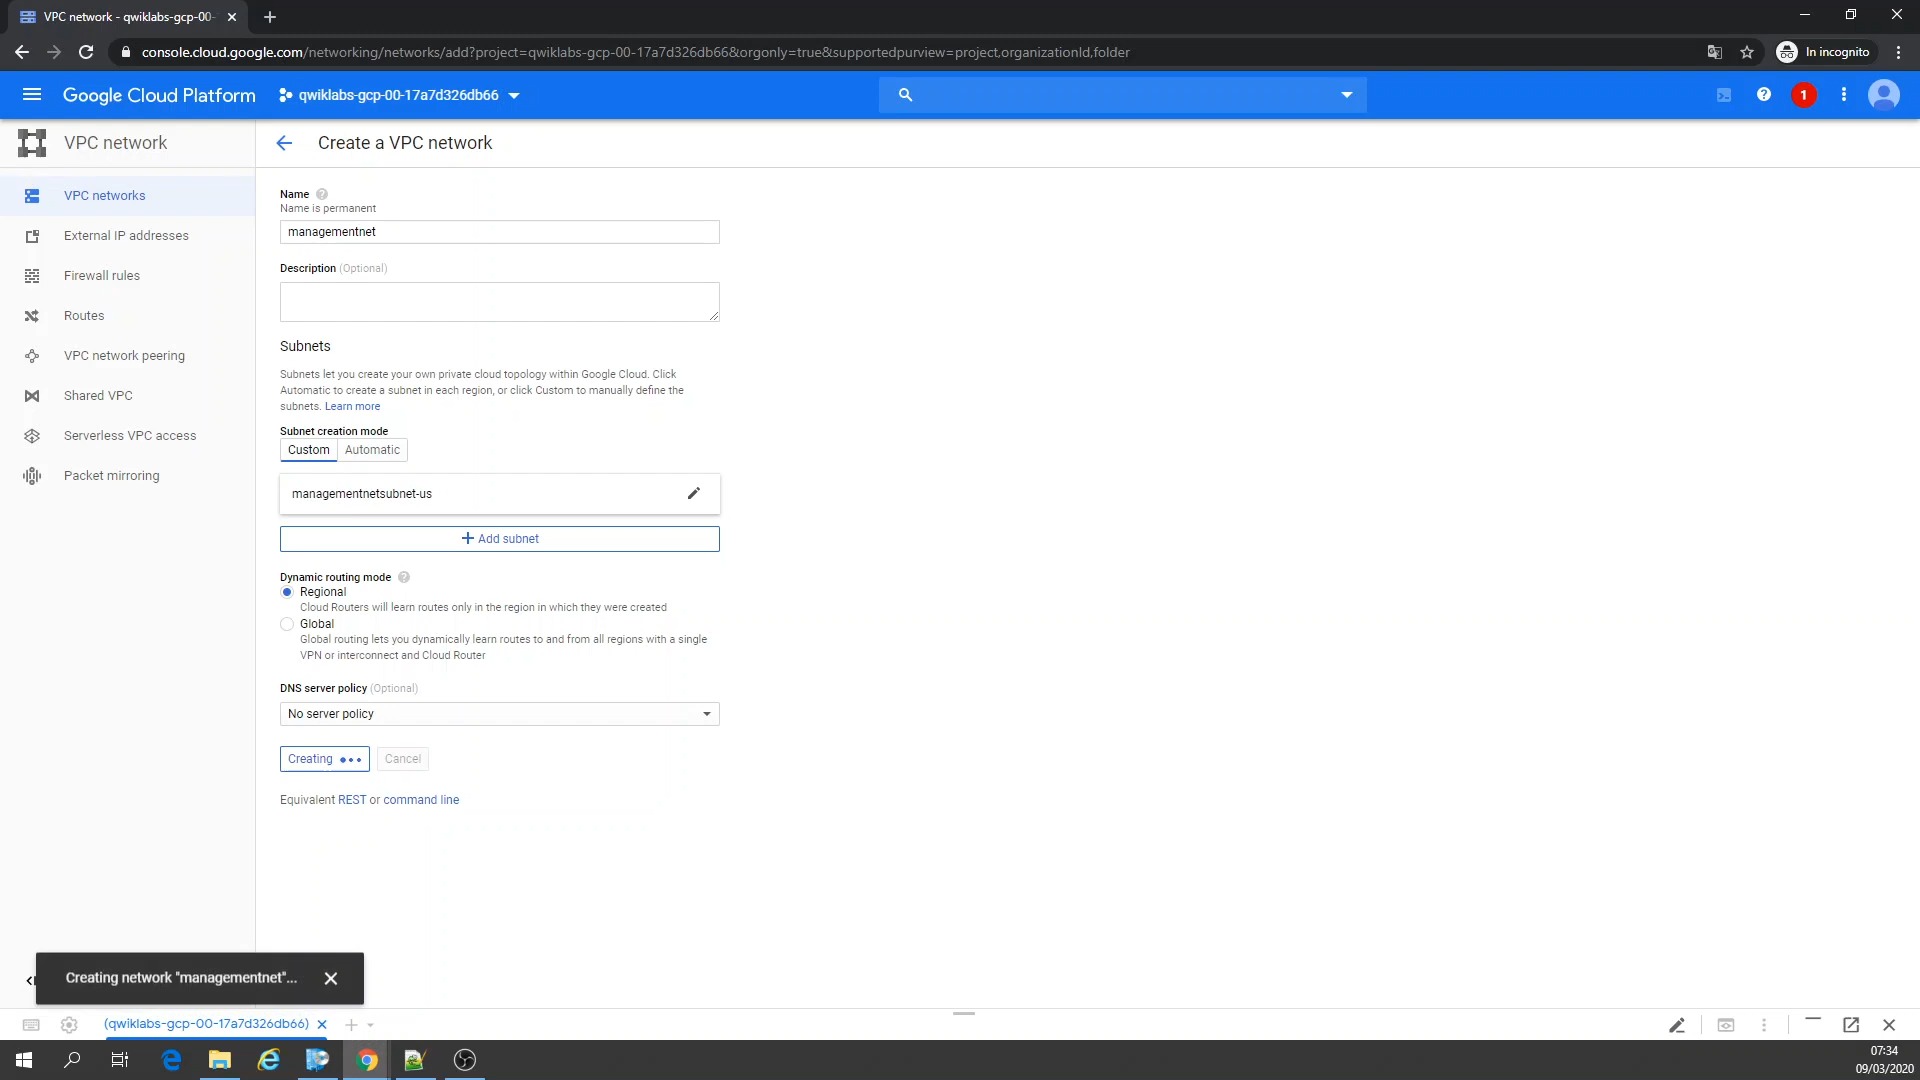 VPC network - qwiklabs-gcp-00-
console.cloud.google.com/networking/networks/add?project=qwiklabs-gcp-00-17a7d326db66&orgonly=true&supportedpurview=project,organizationId,folder
In incognito
Google Cloud Platform
qwiklabs-gcp-00-17a7d326db66
1
VPC network
Create a VPC network
VPC networks
External IP addresses
Firewall rules
Routes
VPC network peering
Shared VPC
Serverless VPC access
Packet mirroring
Name
Name is permanent
managementnet
Description (Optional)
Subnets
Subnets let you create your own private cloud topology within Google Cloud. Click
Automatic to create a subnet in each region, or click Custom to manually define the
subnets. Learn more
Subnet creation mode
Custom
Automatic
managementnetsubnet-us
Add subnet
Dynamic routing mode
Regional
Cloud Routers will learn routes only in the region in which they were created
Global
Global routing lets you dynamically learn routes to and from all regions with a single
VPN or interconnect and Cloud Router
DNS server policy (Optional)
No server policy
Creating
Cancel
Equivalent REST or command line
Creating network "managementnet"...
(qwiklabs-gcp-00-17a7d326db66)
07:34
09/03/2020